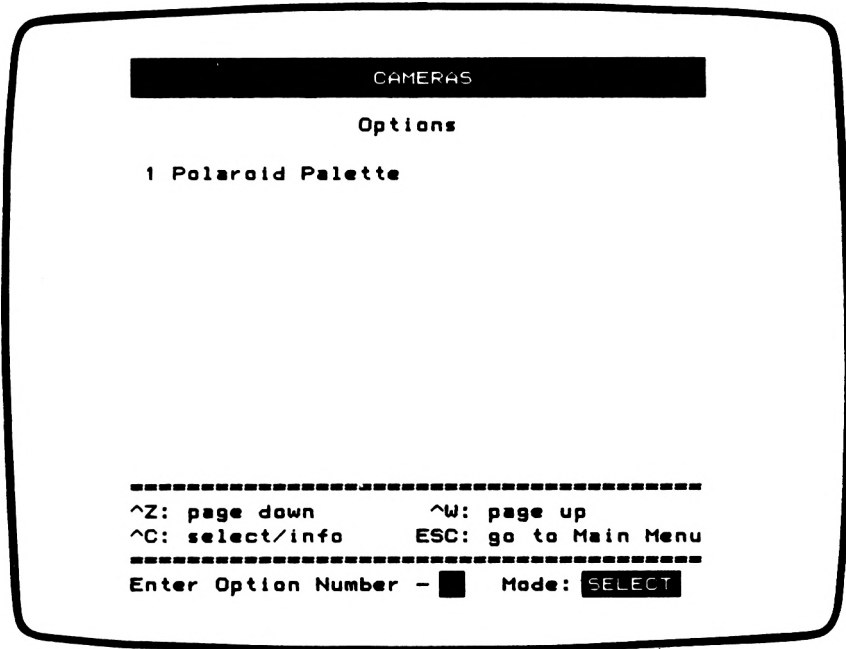 CAMERAS
Options
1 Polaroid Palette
^Z: page down ^W: page up
^C: select/info ESC: go to Main Menu
Enter Option Number - Mode: SELECT